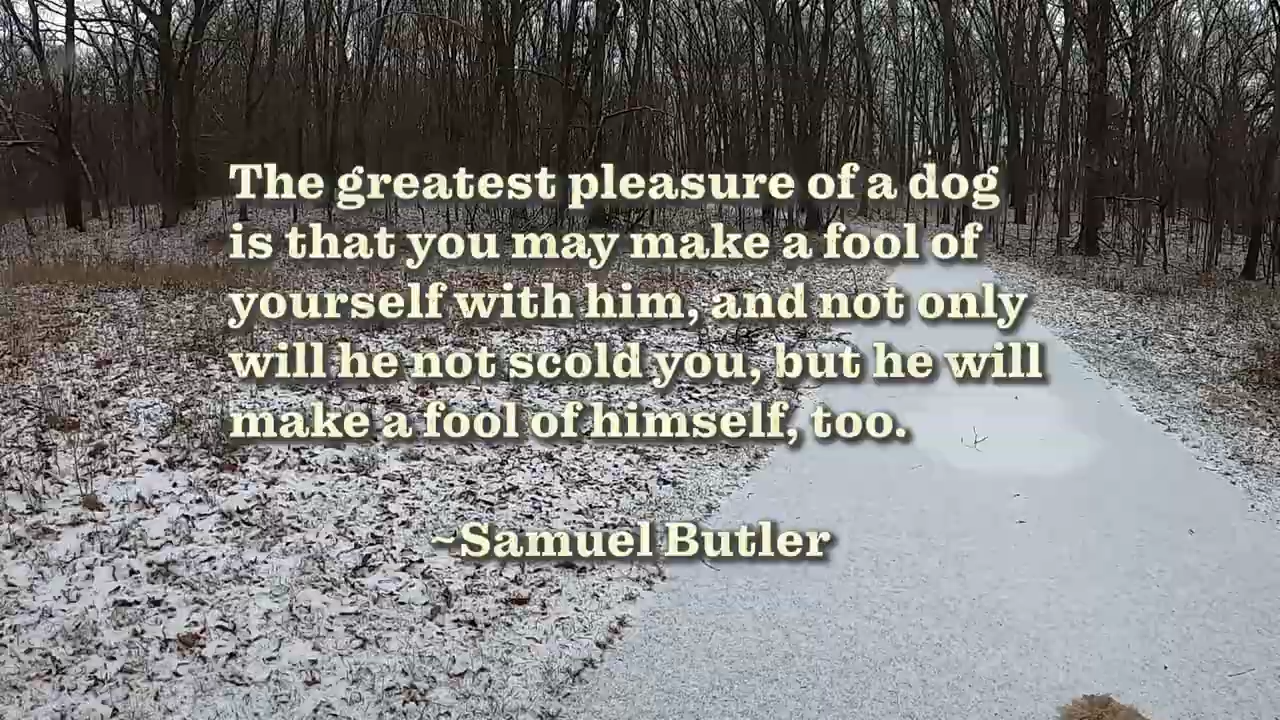 The greatest pleasure of a dog
is that you may make a fool of
yourself with him, and not only
will he not scold you, but he will
make a fool of himself, too.
~Samuel Butler